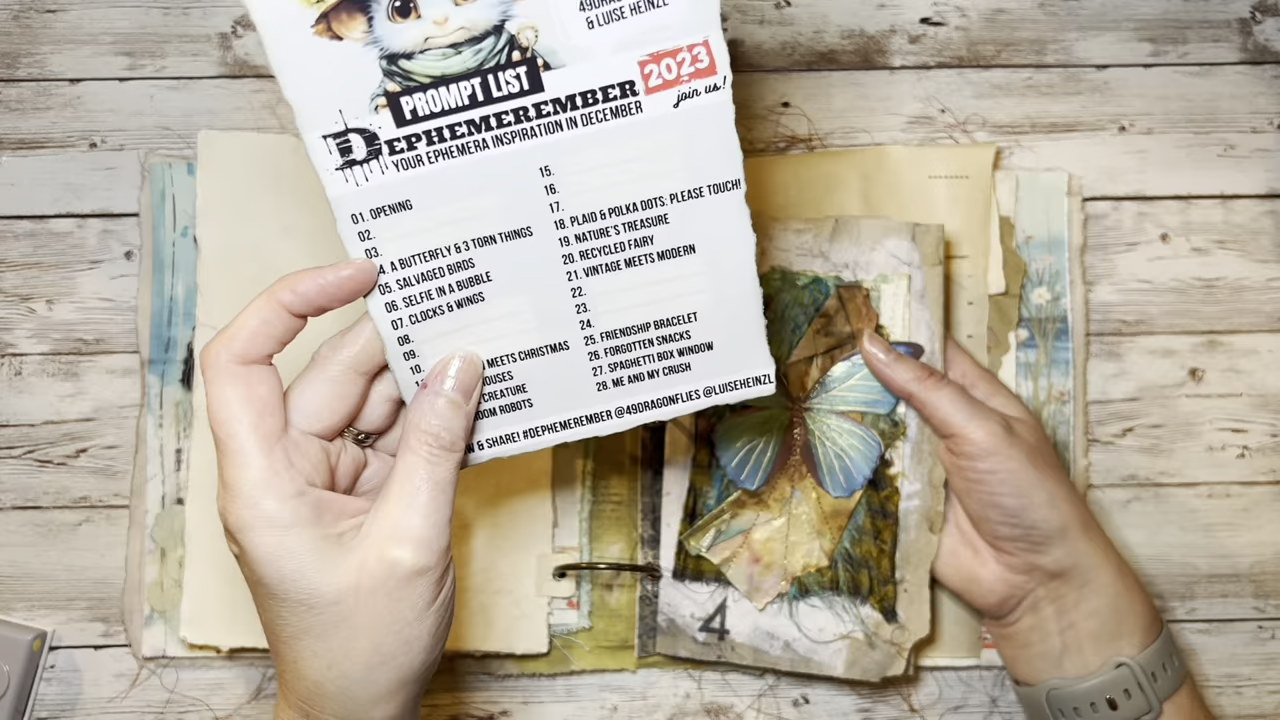 & LUISE HEINZL
PROMPT LIST
DEPHEMEREMBER 2023
join us!
YOUR EPHEMERA INSPIRATION IN DECEMBER
01. OPENING
02.
03.
4. A BUTTERFLY & 3 TORN THINGS
05. SALVAGED BIRDS
06. SELFIE IN A BUBBLE
07. CLOCKS & WINGS
08.
09.
10. MEETS CHRISTMAS
OUSES
CREATURE
OOM ROBOTS
15.
16.
17.
18. PLAID & POLKA DOTS: PLEASE TOUCH!
19. NATURE'S TREASURE
20. RECYCLED FAIRY
21. VINTAGE MEETS MODERN
22.
23.
24.
25. FRIENDSHIP BRACELET
26. FORGOTTEN SNACKS
27. SPAGHETTI BOX WINDOW
28. ME AND MY CRUSH
& SHARE! #DEPHEMEREMBER @49DRAGONFLIES @LUISEHEINZL
4